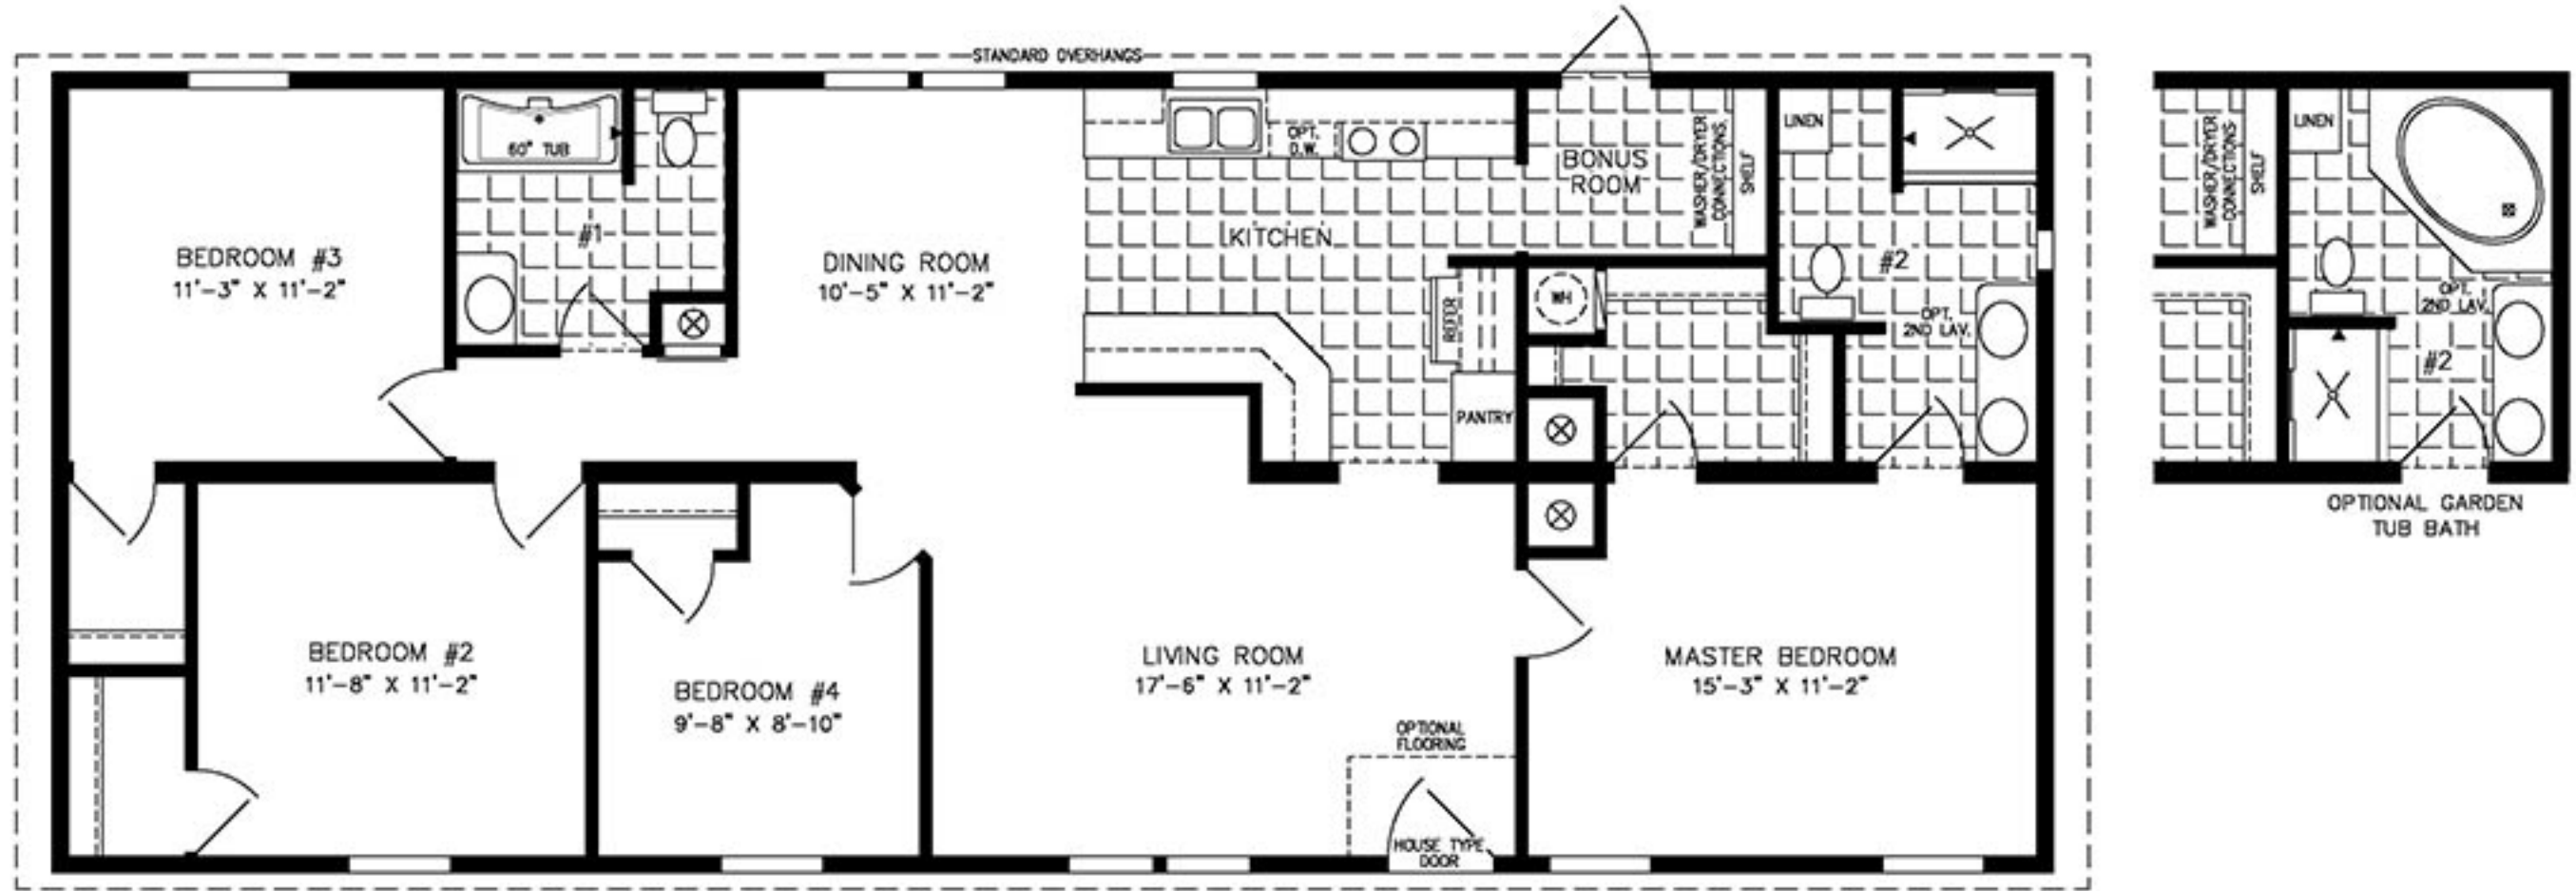 STANDARD OVERHANGS
BEDROOM #3
11'-3" X 11'-2"
60" TUB
#1
DINING ROOM
10'-5" X 11'-2"
OPT.
D.W.
KITCHEN
REFER
PANTRY
BONUS
ROOM
WASHER/DRYER
CONNECTIONS.
SHELF
LINEN
WH
#2
OPT.
2ND LAV.
BEDROOM #2
11'-8" X 11'-2"
BEDROOM #4
9'-8" X 8'-10"
LIVING ROOM
17'-6" X 11'-2"
OPTIONAL
FLOORING
HOUSE TYPE
DOOR
MASTER BEDROOM
15'-3" X 11'-2"
WASHER/DRYER
CONNECTIONS.
SHELF
LINEN
OPT.
2ND LAV.
#2
OPTIONAL GARDEN
TUB BATH